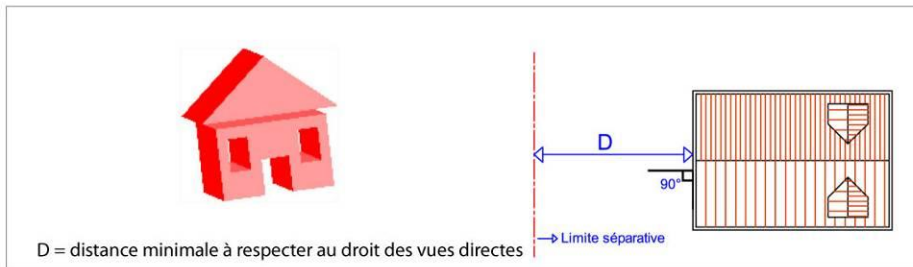 D
90°
D = distance minimale à respecter au droit des vues directes
Limite séparative